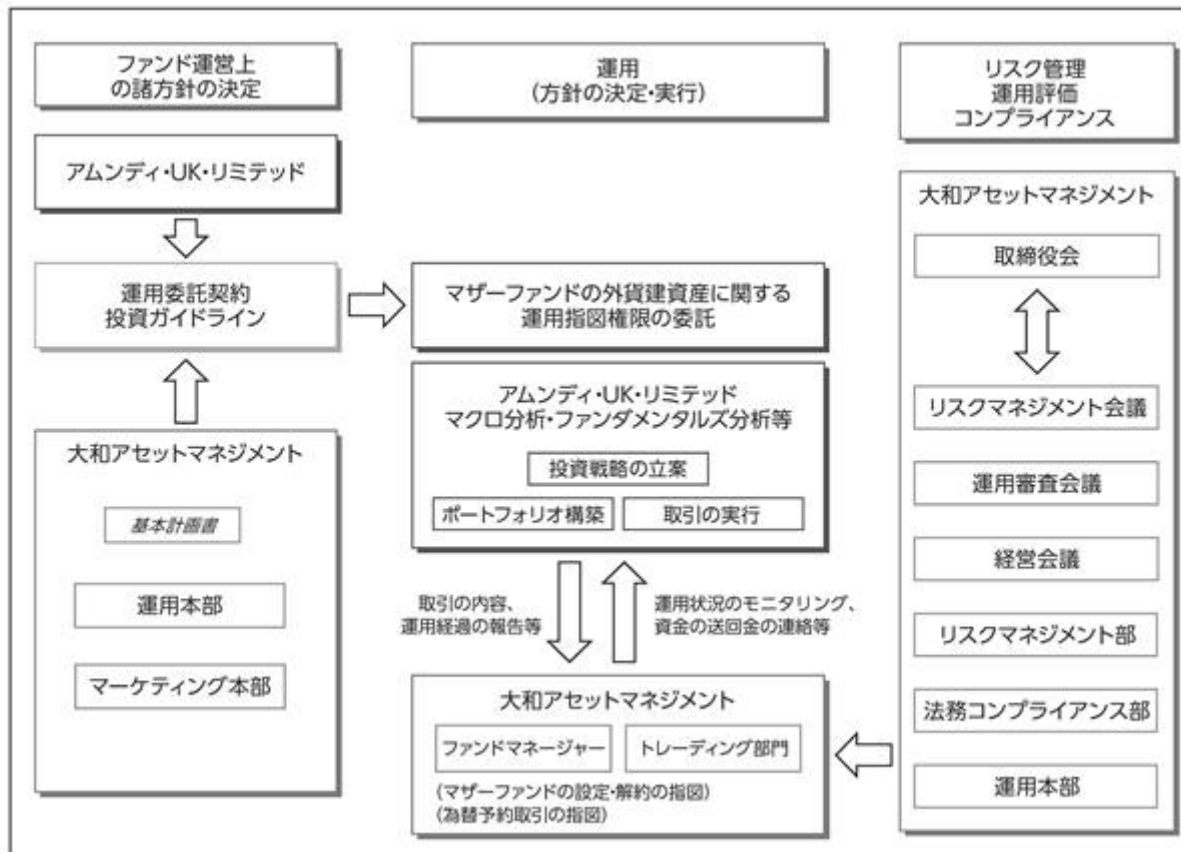 ファンド運営上
の諸方針の決定
アムンディ・UK・リミテッド
運用委託契約
投資ガイドライン
大和アセットマネジメント
基本計画書
運用本部
マーケティング本部
運用
(方針の決定・実行)
マザーファンドの外貨建資産に関する
運用指図権限の委託
アムンディ・UK・リミテッド
マクロ分析・ファンダメンタルズ分析等
投資戦略の立案
ポートフォリオ構築
取引の実行
取引の内容、
運用経過の報告等
運用状況のモニタリング、
資金の送回金の連絡等
大和アセットマネジメント
ファンドマネージャー
トレーディング部門
(マザーファンドの設定・解約の指図)
(為替予約取引の指図)
リスク管理
運用評価
コンプライアンス
大和アセットマネジメント
取締役会
リスクマネジメント会議
運用審査会議
経営会議
リスクマネジメント部
法務コンプライアンス部
運用本部